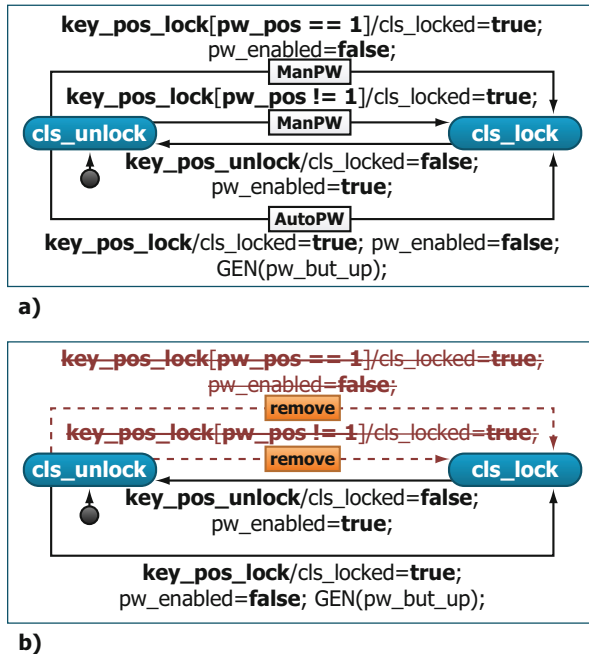 key_pos_lock[pw_pos == 1]/cls_locked=true;
pw_enabled=false;
ManPW
key_pos_lock[pw_pos != 1]/cls_locked=true;
cls_unlock
ManPW
cls_lock
key_pos_unlock/cls_locked=false;
pw_enabled=true;
AutoPW
key_pos_lock/cls_locked=true; pw_enabled=false;
GEN(pw_but_up);
a)
key_pos_lock[pw_pos == 1]/cls_locked=true;
pw_enabled=false;
remove
key_pos_lock[pw_pos != 1]/cls_locked=true;
cls_unlock
remove
cls_lock
key_pos_unlock/cls_locked=false;
pw_enabled=true;
key_pos_lock/cls_locked=true;
pw_enabled=false; GEN(pw_but_up);
b)